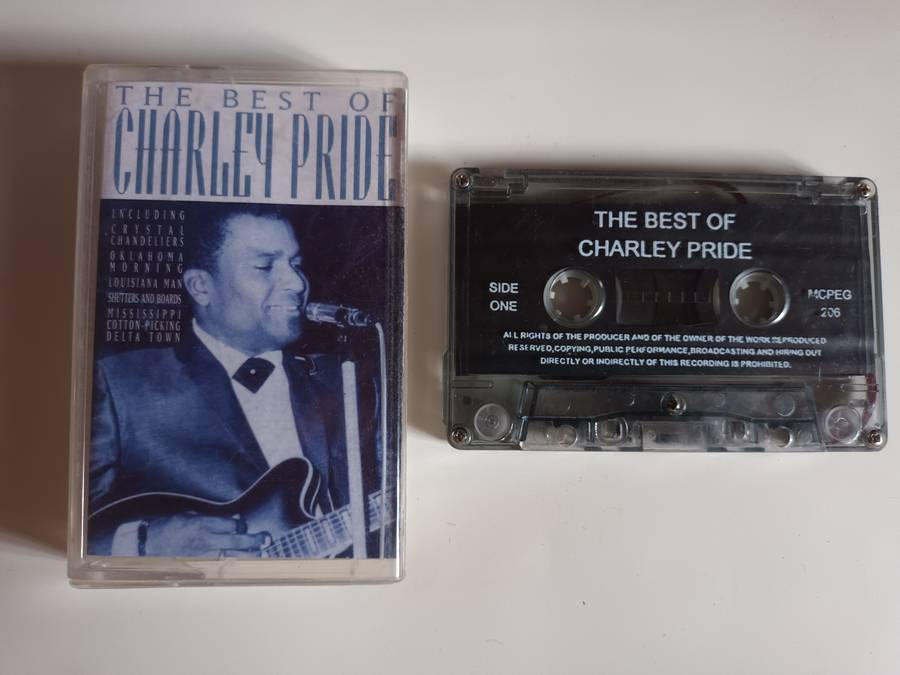 THE BEST OF
CHARLEY PRIDE
INCLUDING
CRYSTAL
CHANDELIERS
OKLAHOMA
MORNING
LOUISIANA MAN
SHUTTERS AND BOARDS
MISSISSIPPI
COTTON-PICKING
DELTA TOWN
THE BEST OF
CHARLEY PRIDE
SIDE
ONE
MCPEG
206
ALL RIGHTS OF THE PRODUCER AND OF THE OWNER OF THE WORK REPRODUCED
RESERVED,COPYING,PUBLIC PERFORMANCE,BROADCASTING AND HIRING OUT
DIRECTLY OR INDIRECTLY OF THIS RECORDING IS PROHIBITED.